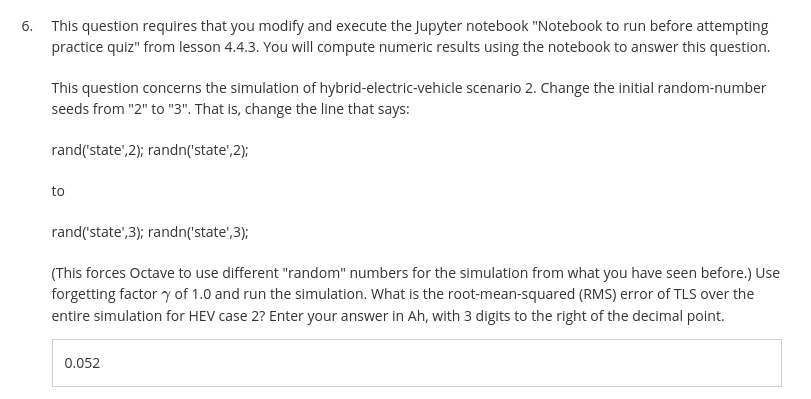 6. This question requires that you modify and execute the Jupyter notebook "Notebook to run before attempting
practice quiz" from lesson 4.4.3. You will compute numeric results using the notebook to answer this question.
This question concerns the simulation of hybrid-electric-vehicle scenario 2. Change the initial random-number
seeds from "2" to "3". That is, change the line that says:
rand('state',2); randn('state',2);
to
rand('state',3); randn('state',3);
(This forces Octave to use different "random" numbers for the simulation from what you have seen before.) Use
forgetting factor γ of 1.0 and run the simulation. What is the root-mean-squared (RMS) error of TLS over the
entire simulation for HEV case 2? Enter your answer in Ah, with 3 digits to the right of the decimal point.
0.052